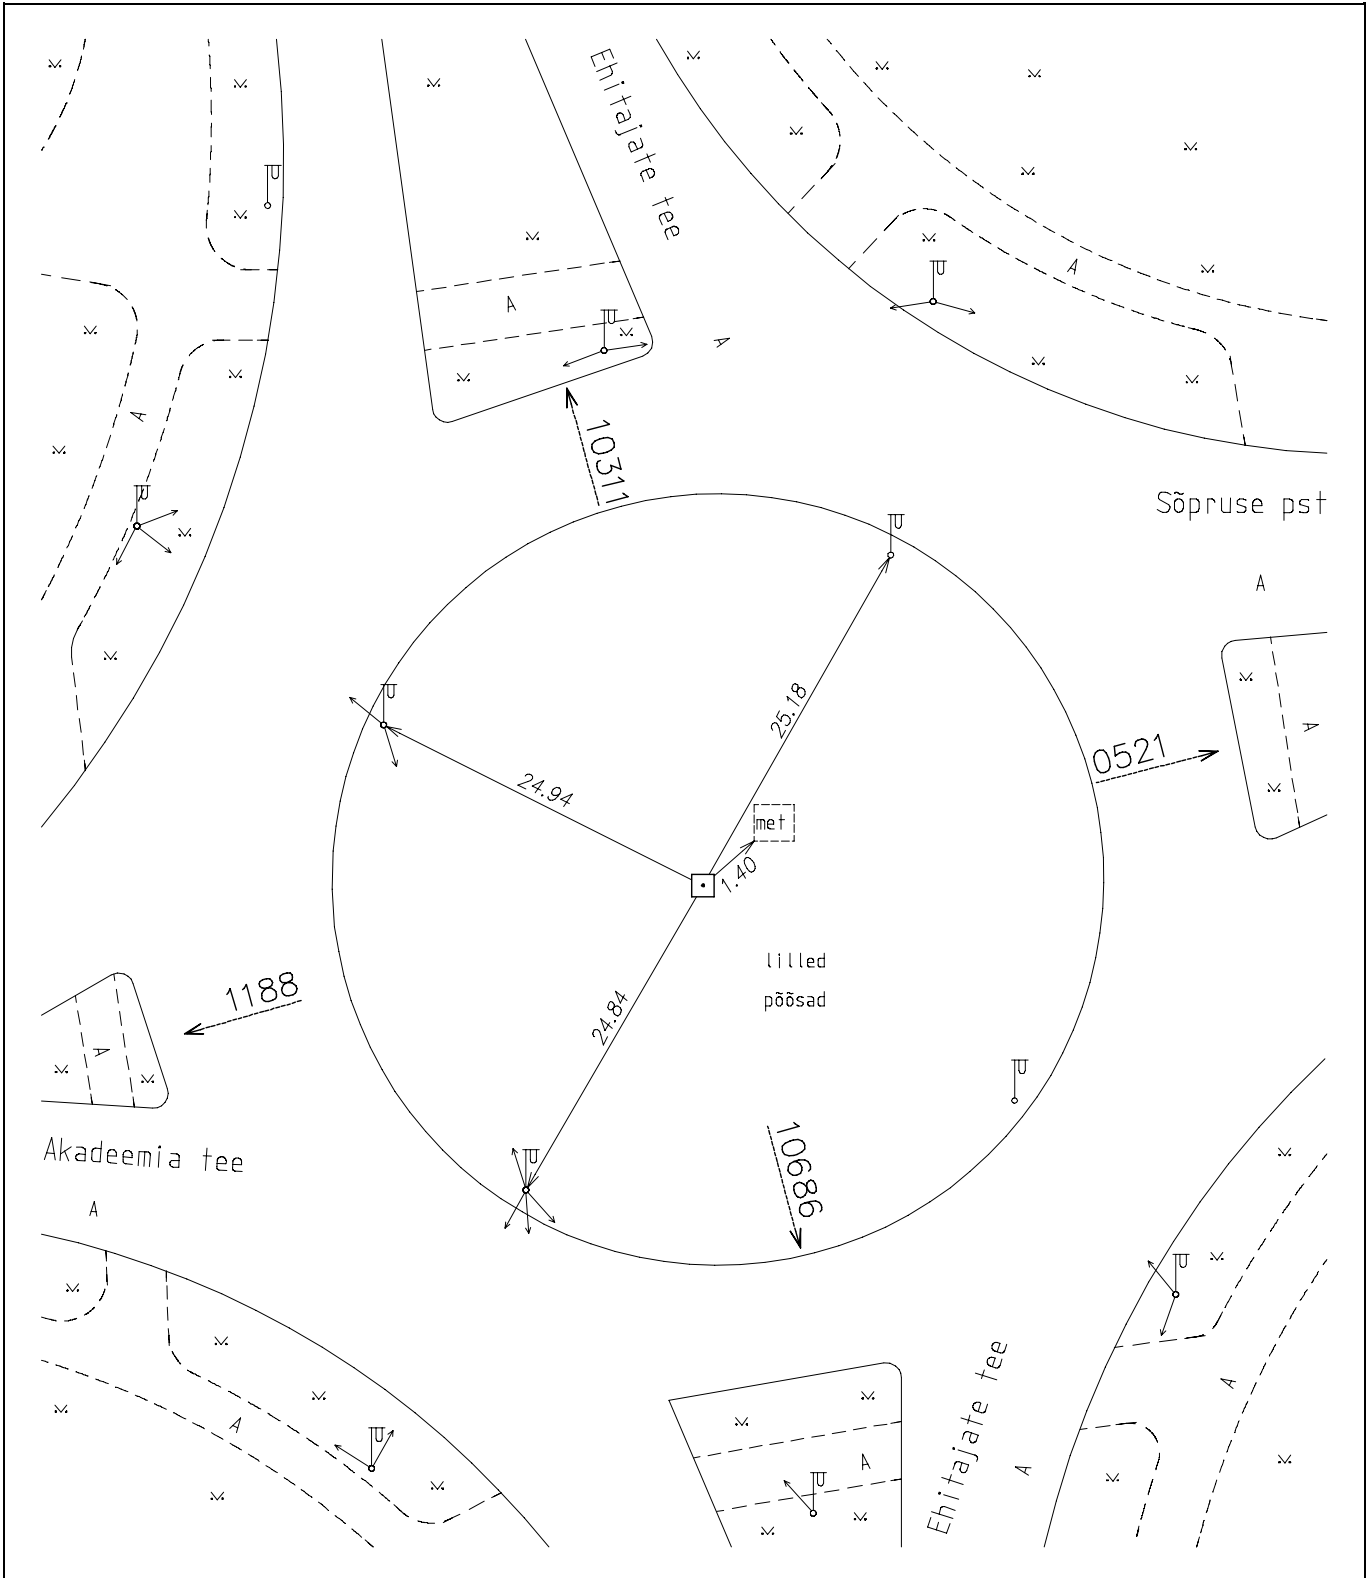 Ehitajate tee
A
A
A
A
10311
Sõpruse pst
A
25.18
0521
A
24.94
met
1.40
lilled
põõsad
1188
24.84
A
Akadeemia tee
A
10686
Ehitajate tee
A
A
A
A